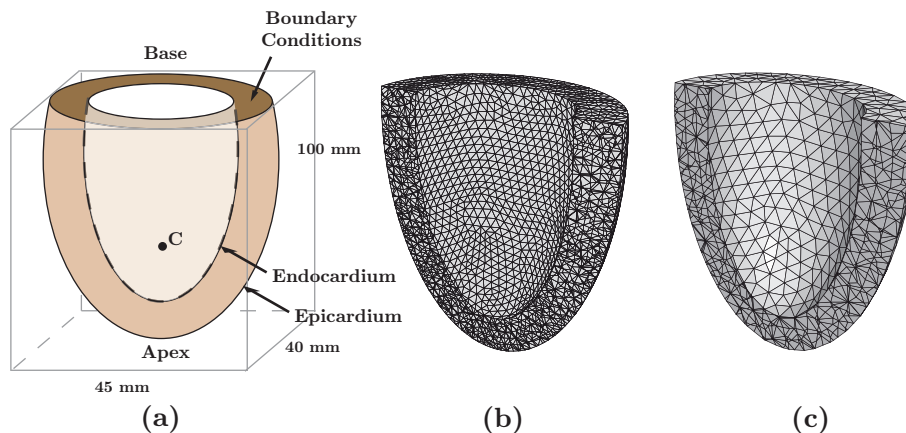 Boundary
Conditions
Base
100 mm
C
Endocardium
Epicardium
Apex
40 mm
45 mm
(a)
(b)
(c)